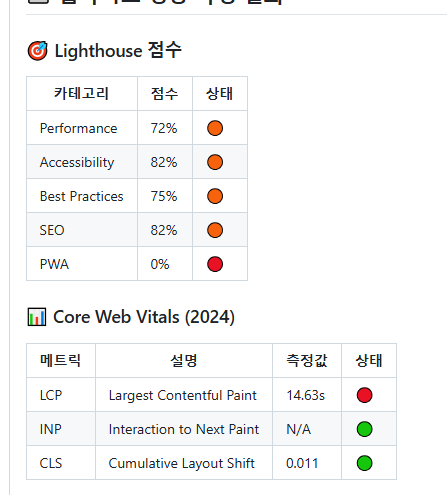 🎯 Lighthouse 점수
카테고리 점수 상태
Performance 72% 🟠
Accessibility 82% 🟠
Best Practices 75% 🟠
SEO 82% 🟠
PWA 0% 🔴
📊 Core Web Vitals (2024)
메트릭 설명 측정값 상태
LCP Largest Contentful Paint 14.63s 🔴
INP Interaction to Next Paint N/A 🟢
CLS Cumulative Layout Shift 0.011 🟢